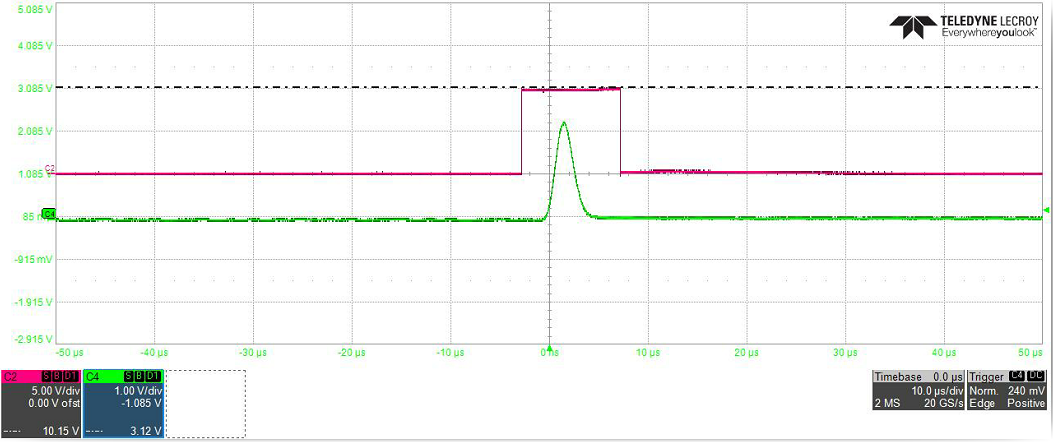 5.085 V
TELEDYNE LECROY
Everywhereyoulook™
4.085 V
3.085 V
2.085 V
C2
1.085 V
C4
85 m
-915 mV
-1.915 V
-2.915 V
-50 µs -40 µs -30 µs -20 µs -10 µs 0 ns 10 µs 20 µs 30 µs 40 µs 50 µs
C2 S B D1
5.00 V/div
0.00 V ofst
10.15 V
C4 S B D1
1.00 V/div
-1.085 V
3.12 V
Timebase 0.0 µs
10.0 µs/div
2 MS 20 GS/s
Trigger C4 DC
Norm. 240 mV
Edge Positive